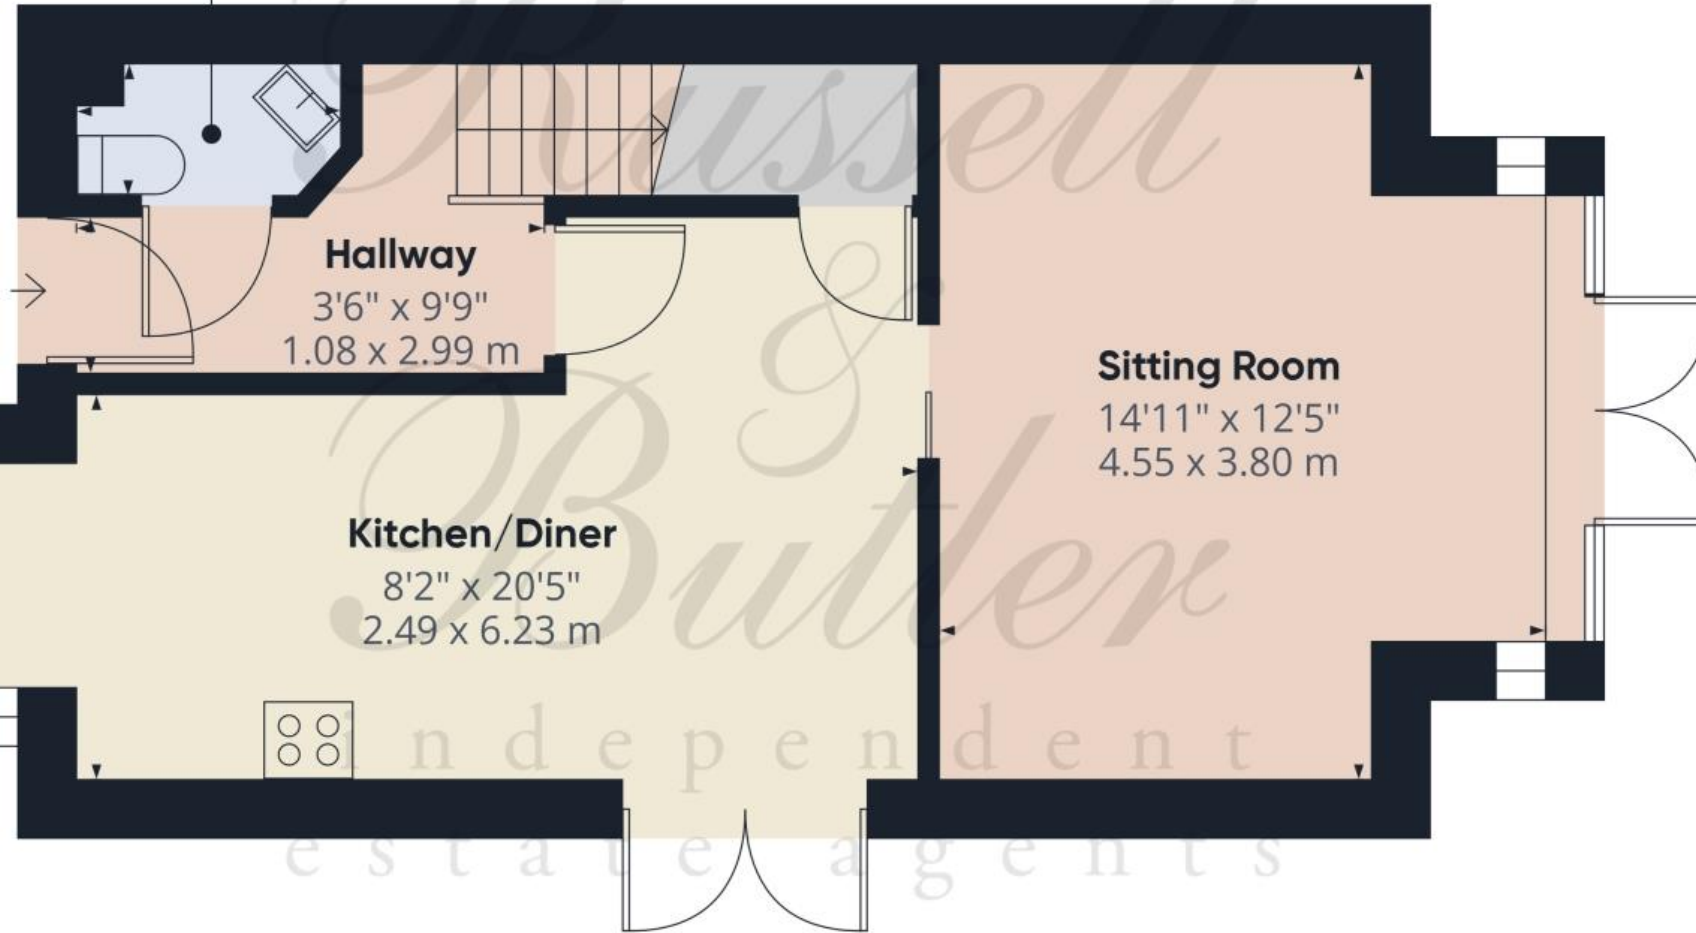 Russell
&
Butler
independent
estate agents
Hallway
3'6" x 9'9"
1.08 x 2.99 m
Sitting Room
14'11" x 12'5"
4.55 x 3.80 m
Kitchen/Diner
8'2" x 20'5"
2.49 x 6.23 m